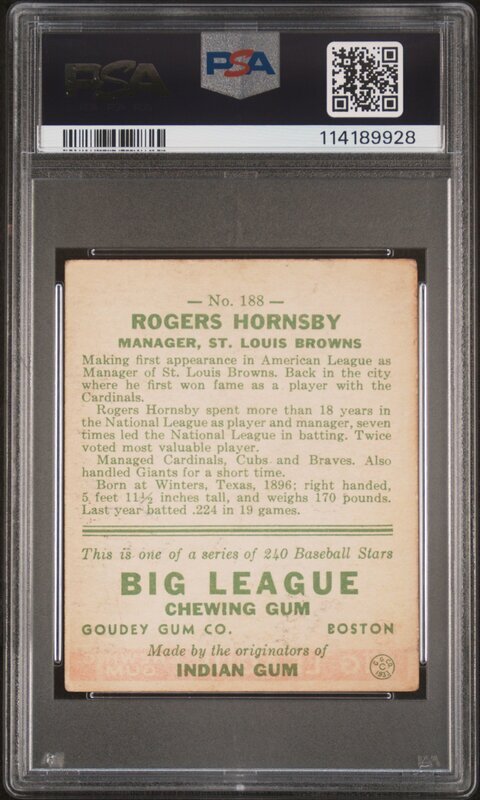 PSA
PSA
114189928
— No. 188 —
ROGERS HORNSBY
MANAGER, ST. LOUIS BROWNS
Making first appearance in American League as
Manager of St. Louis Browns. Back in the city
where he first won fame as a player with the
Cardinals.
Rogers Hornsby spent more than 18 years in
the National League as player and manager, seven
times led the National League in batting. Twice
voted most valuable player.
Managed Cardinals, Cubs and Braves. Also
handled Giants for a short time.
Born at Winters, Texas, 1896; right handed,
5 feet 11½ inches tall, and weighs 170 pounds.
Last year batted .224 in 19 games.
This is one of a series of 240 Baseball Stars
BIG LEAGUE
CHEWING GUM
GOUDEY GUM CO. BOSTON
Made by the originators of
INDIAN GUM